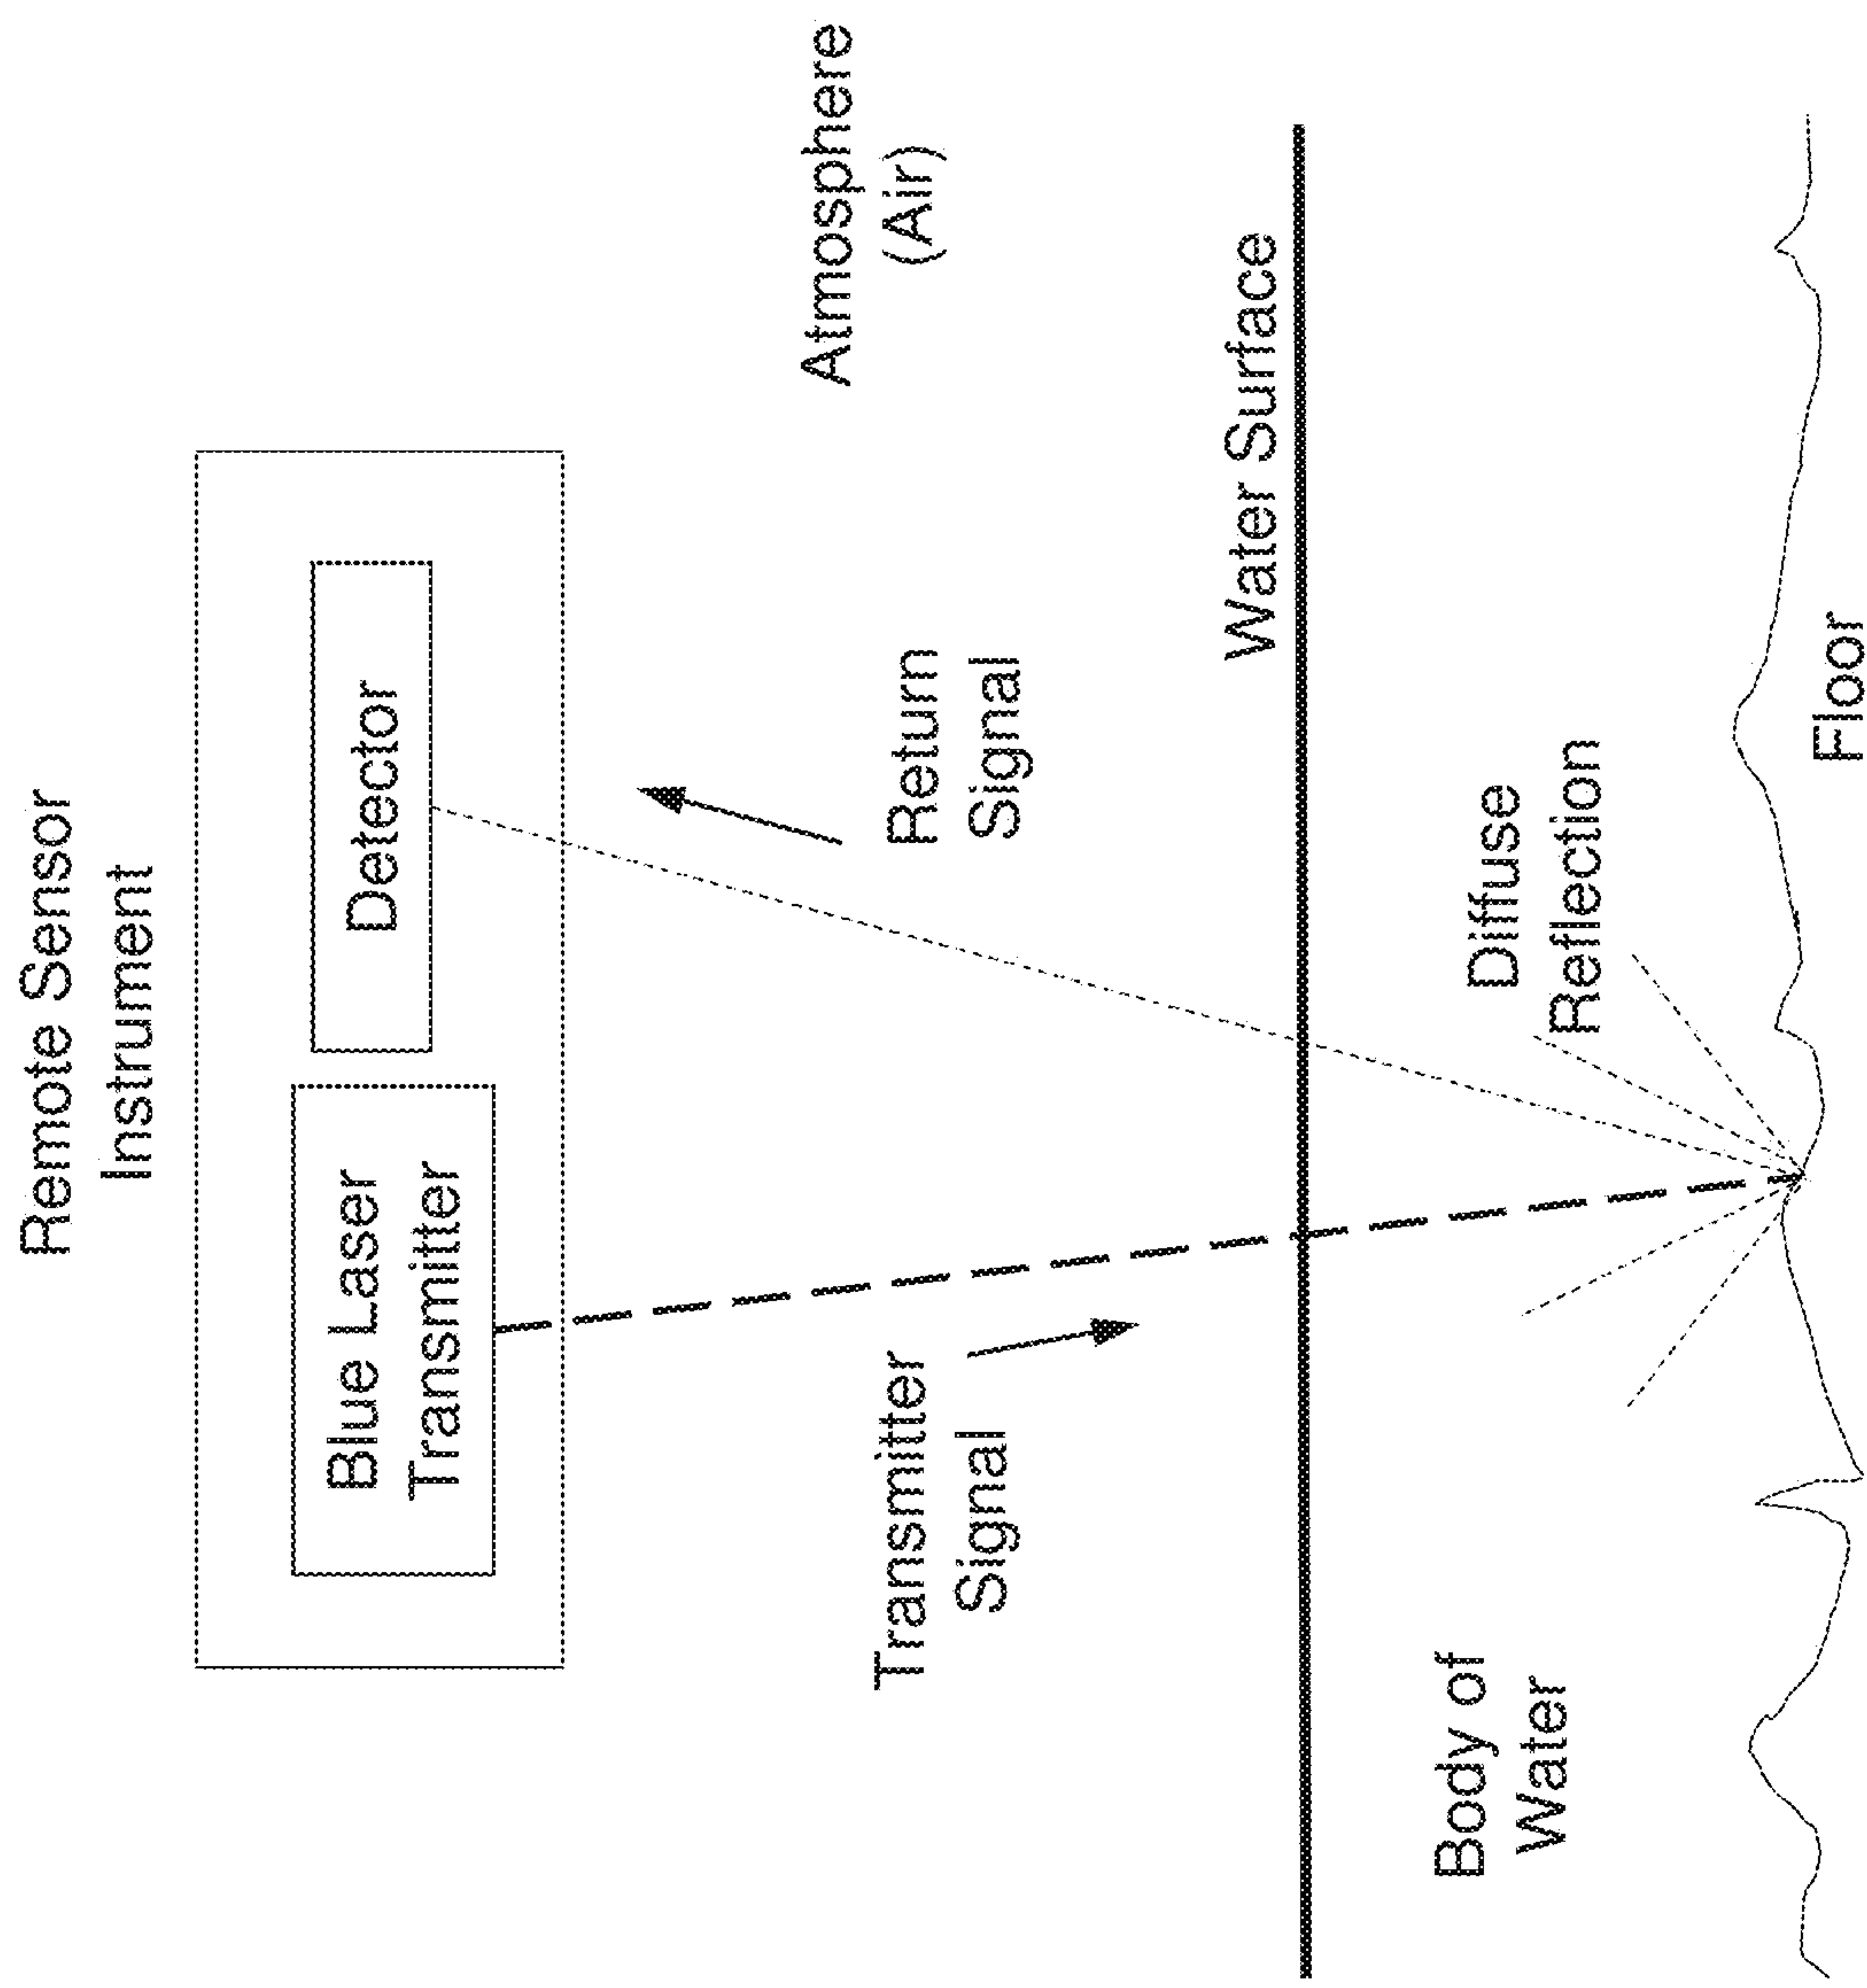 Remote Sensor
Instrument
Blue Laser
Transmitter
Detector
Atmosphere
(Air)
Transmitter
Signal
Return
Signal
Water Surface
Body of
Water
Diffuse
Reflection
Floor